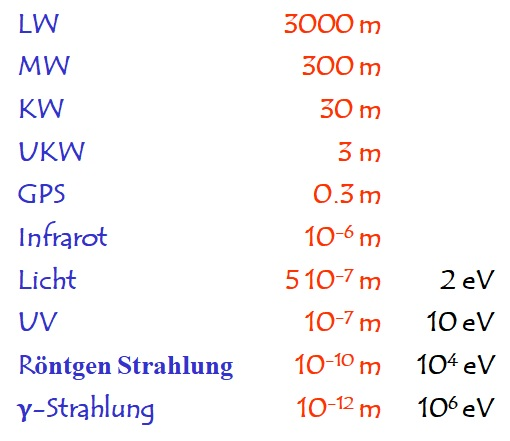 LW 3000 m
MW 300 m
KW 30 m
UKW 3 m
GPS 0.3 m
Infrarot 10⁻⁶ m
Licht 5 10⁻⁷ m 2 eV
UV 10⁻⁷ m 10 eV
Röntgen Strahlung 10⁻¹⁰ m 10⁴ eV
γ-Strahlung 10⁻¹² m 10⁶ eV